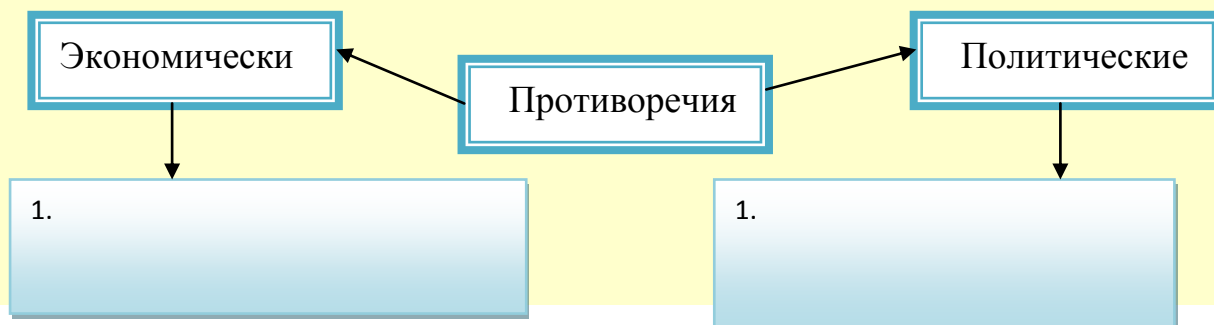 Экономически
Противоречия
Политические
1.
1.